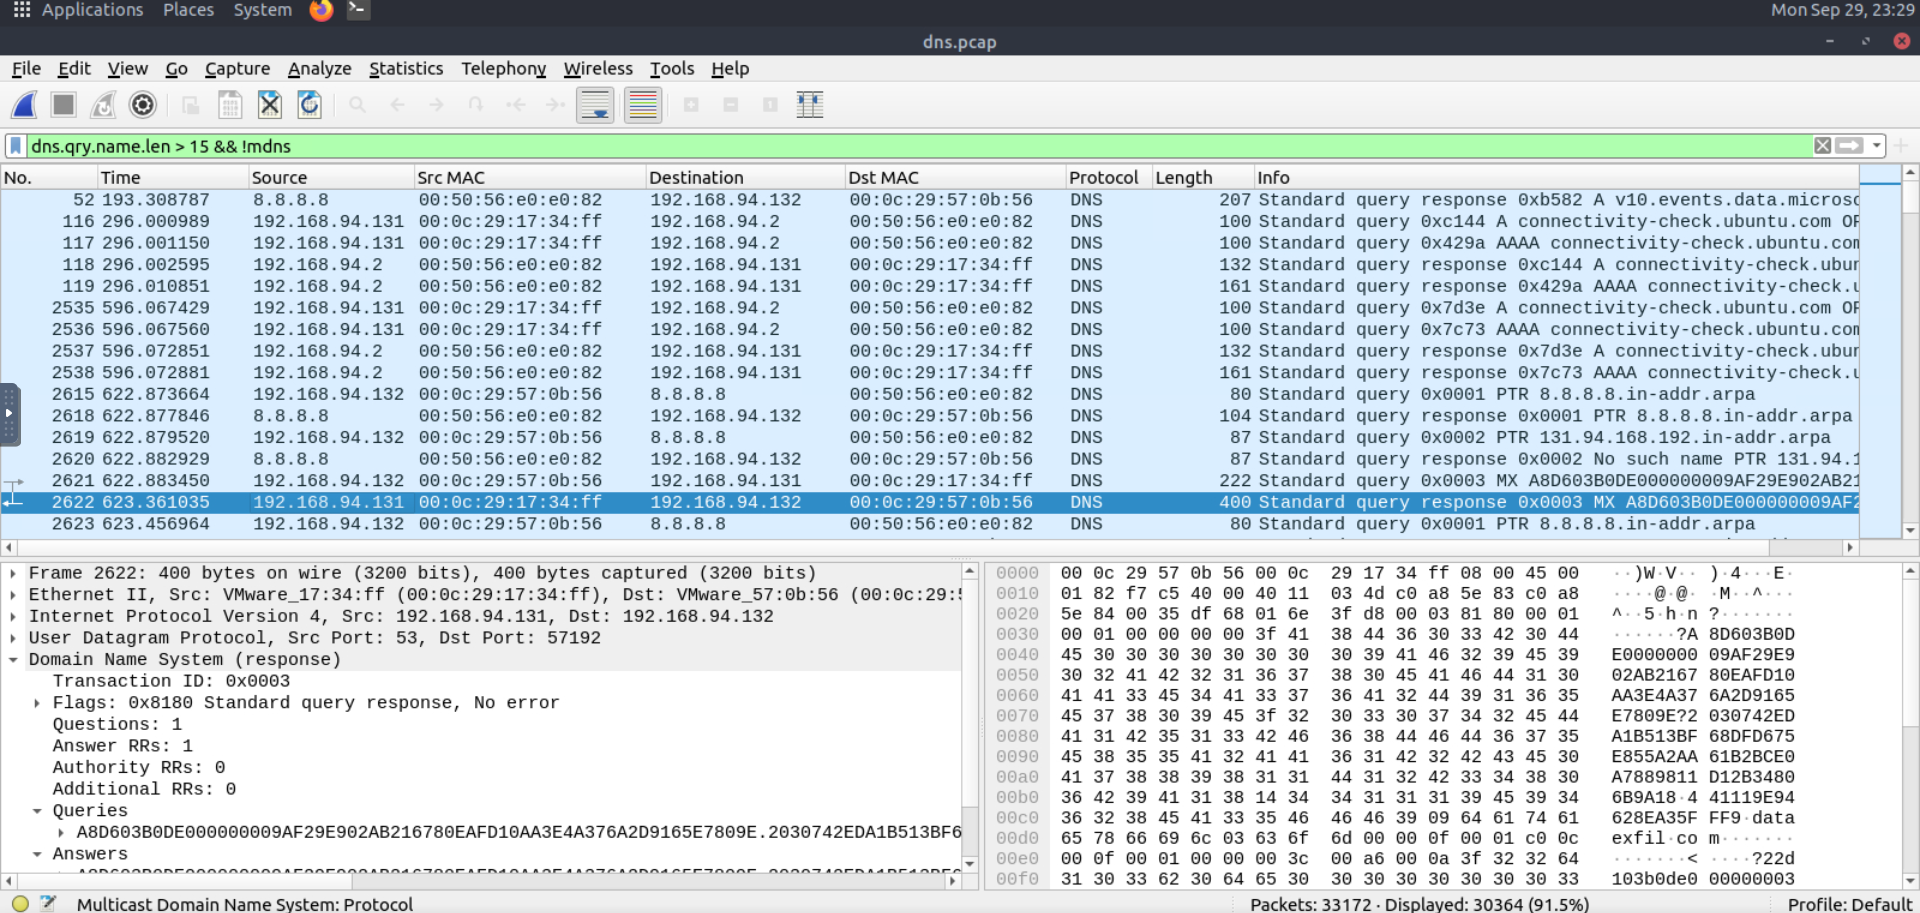 Applications Places System Mon Sep 29, 23:29
dns.pcap
File Edit View Go Capture Analyze Statistics Telephony Wireless Tools Help
dns.qry.name.len > 15 && !mdns
No. Time Source Src MAC Destination Dst MAC Protocol Length Info
52 193.308787 8.8.8.8 00:50:56:e0:e0:82 192.168.94.132 00:0c:29:57:0b:56 DNS 207 Standard query response 0xb582 A v10.events.data.microsc
116 296.000989 192.168.94.131 00:0c:29:17:34:ff 192.168.94.2 00:50:56:e0:e0:82 DNS 100 Standard query 0xc144 A connectivity-check.ubuntu.com OP
117 296.001150 192.168.94.131 00:0c:29:17:34:ff 192.168.94.2 00:50:56:e0:e0:82 DNS 100 Standard query 0x429a AAAA connectivity-check.ubuntu.com
118 296.002595 192.168.94.2 00:50:56:e0:e0:82 192.168.94.131 00:0c:29:17:34:ff DNS 132 Standard query response 0xc144 A connectivity-check.ubun
119 296.010851 192.168.94.2 00:50:56:e0:e0:82 192.168.94.131 00:0c:29:17:34:ff DNS 161 Standard query response 0x429a AAAA connectivity-check.u
2535 596.067429 192.168.94.131 00:0c:29:17:34:ff 192.168.94.2 00:50:56:e0:e0:82 DNS 100 Standard query 0x7d3e A connectivity-check.ubuntu.com OP
2536 596.067560 192.168.94.131 00:0c:29:17:34:ff 192.168.94.2 00:50:56:e0:e0:82 DNS 100 Standard query 0x7c73 AAAA connectivity-check.ubuntu.com
2537 596.072851 192.168.94.2 00:50:56:e0:e0:82 192.168.94.131 00:0c:29:17:34:ff DNS 132 Standard query response 0x7d3e A connectivity-check.ubun
2538 596.072881 192.168.94.2 00:50:56:e0:e0:82 192.168.94.131 00:0c:29:17:34:ff DNS 161 Standard query response 0x7c73 AAAA connectivity-check.u
2615 622.873664 192.168.94.132 00:0c:29:57:0b:56 8.8.8.8 00:50:56:e0:e0:82 DNS 80 Standard query 0x0001 PTR 8.8.8.8.in-addr.arpa
2618 622.877846 8.8.8.8 00:50:56:e0:e0:82 192.168.94.132 00:0c:29:57:0b:56 DNS 104 Standard query response 0x0001 PTR 8.8.8.8.in-addr.arpa
2619 622.879520 192.168.94.132 00:0c:29:57:0b:56 8.8.8.8 00:50:56:e0:e0:82 DNS 87 Standard query 0x0002 PTR 131.94.168.192.in-addr.arpa
2620 622.882929 8.8.8.8 00:50:56:e0:e0:82 192.168.94.132 00:0c:29:57:0b:56 DNS 87 Standard query response 0x0002 No such name PTR 131.94.1
2621 622.883450 192.168.94.132 00:0c:29:57:0b:56 192.168.94.131 00:0c:29:17:34:ff DNS 222 Standard query 0x0003 MX A8D603B0DE000000009AF29E902AB21
2622 623.361035 192.168.94.131 00:0c:29:17:34:ff 192.168.94.132 00:0c:29:57:0b:56 DNS 400 Standard query response 0x0003 MX A8D603B0DE000000009AF2
2623 623.456964 192.168.94.132 00:0c:29:57:0b:56 8.8.8.8 00:50:56:e0:e0:82 DNS 80 Standard query 0x0001 PTR 8.8.8.8.in-addr.arpa
Frame 2622: 400 bytes on wire (3200 bits), 400 bytes captured (3200 bits)
Ethernet II, Src: VMware_17:34:ff (00:0c:29:17:34:ff), Dst: VMware_57:0b:56 (00:0c:29:5
Internet Protocol Version 4, Src: 192.168.94.131, Dst: 192.168.94.132
User Datagram Protocol, Src Port: 53, Dst Port: 57192
Domain Name System (response)
Transaction ID: 0x0003
Flags: 0x8180 Standard query response, No error
Questions: 1
Answer RRs: 1
Authority RRs: 0
Additional RRs: 0
Queries
A8D603B0DE000000009AF29E902AB216780EAFD10AA3E4A376A2D9165E7809E.2030742EDA1B513BF6
Answers
0000 00 0c 29 57 0b 56 00 0c 29 17 34 ff 08 00 45 00 ··)W·V·· )·4···E·
0010 01 82 f7 c5 40 00 40 11 03 4d c0 a8 5e 83 c0 a8 ····@·@· ·M··^···
0020 5e 84 00 35 df 68 01 6e 3f d8 00 03 81 80 00 01 ^··5·h·n ?·······
0030 00 01 00 00 00 00 3f 41 38 44 36 30 33 42 30 44 ······?A 8D603B0D
0040 45 30 30 30 30 30 30 30 30 39 41 46 32 39 45 39 E0000000 09AF29E9
0050 30 32 41 42 32 31 36 37 38 30 45 41 46 44 31 30 02AB2167 80EAFD10
0060 41 41 33 45 34 41 33 37 36 41 32 44 39 31 36 35 AA3E4A37 6A2D9165
0070 45 37 38 30 39 45 3f 32 30 33 30 37 34 32 45 44 E7809E?2 030742ED
0080 41 31 42 35 31 33 42 46 36 38 44 46 44 36 37 35 A1B513BF 68DFD675
0090 45 38 35 35 41 32 41 41 36 31 42 32 42 43 45 30 E855A2AA 61B2BCE0
00a0 41 37 38 38 39 38 31 31 44 31 32 42 33 34 38 30 A7889811 D12B3480
00b0 36 42 39 41 31 38 14 34 34 31 31 31 39 45 39 34 6B9A18·4 41119E94
00c0 36 32 38 45 41 33 35 46 46 46 39 09 64 61 74 61 628EA35F FF9·data
00d0 65 78 66 69 6c 03 63 6f 6d 00 00 0f 00 01 c0 0c exfil·co m·······
00e0 00 0f 00 01 00 00 00 3c 00 a6 00 0a 3f 32 32 64 ·······< ····?22d
00f0 31 30 33 62 30 64 65 30 30 30 30 30 30 30 30 33 103b0de0 00000003
Multicast Domain Name System: Protocol Packets: 33172 · Displayed: 30364 (91.5%) Profile: Default